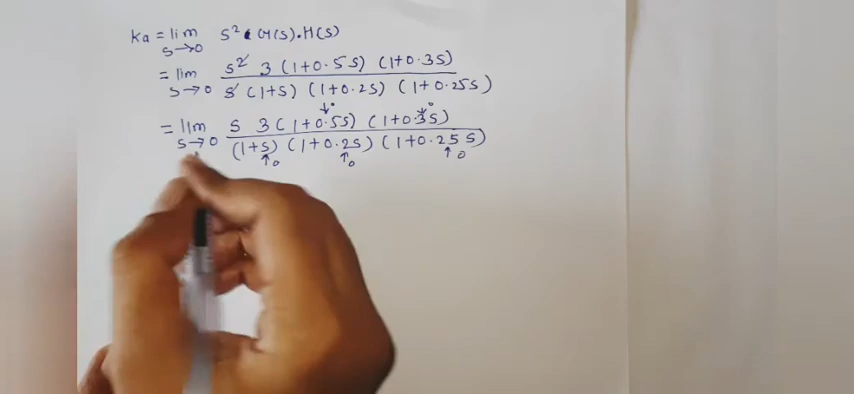 Ka = lim s→0 s² G(s).H(s)
= lim s→0 s² 3 (1+0.5s) (1+0.3s) / s (1+s) (1+0.2s) (1+0.25s)
= lim s→0 s 3 (1+0.5s) (1+0.3s) / (1+s) (1+0.2s) (1+0.25s)